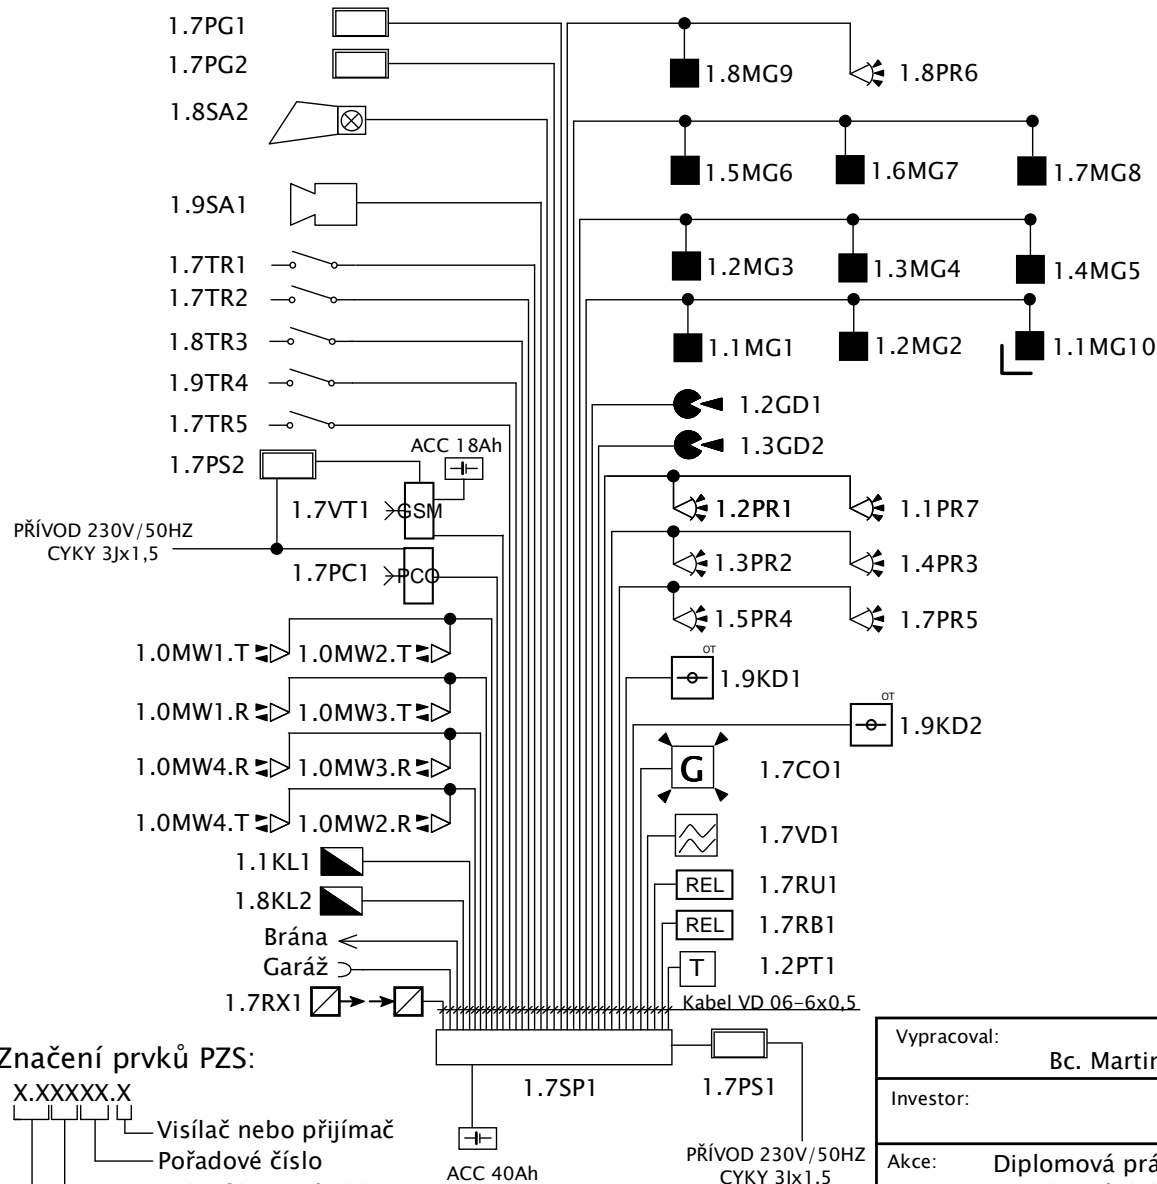 1.7PG1
1.7PG2
1.8SA2
1.9SA1
1.7TR1
1.7TR2
1.8TR3
1.9TR4
1.7TR5
ACC 18Ah
1.7PS2
1.7VT1
GSM
PŘÍVOD 230V/50HZ
CYKY 3Jx1,5
1.7PC1
PCO
1.0MW1.T
1.0MW2.T
1.0MW1.R
1.0MW3.T
1.0MW4.R
1.0MW3.R
1.0MW4.T
1.0MW2.R
1.1KL1
1.8KL2
Brána
Garáž
1.7RX1
1.8MG9
1.8PR6
1.5MG6
1.6MG7
1.7MG8
1.2MG3
1.3MG4
1.4MG5
1.1MG1
1.2MG2
1.1MG10
1.2GD1
1.3GD2
1.2PR1
1.1PR7
1.3PR2
1.4PR3
1.5PR4
1.7PR5
OT
1.9KD1
OT
1.9KD2
G
1.7CO1
1.7VD1
REL
1.7RU1
REL
1.7RB1
T
1.2PT1
Kabel VD 06-6x0,5
1.7SP1
1.7PS1
ACC 40Ah
PŘÍVOD 230V/50HZ
CYKY 3Jx1,5
Značení prvků PZS:
X.XXXXX.X
Visílač nebo přijímač
Pořadové číslo
Vypracoval:
Bc. Martin
Investor:
Akce:
Diplomová prá